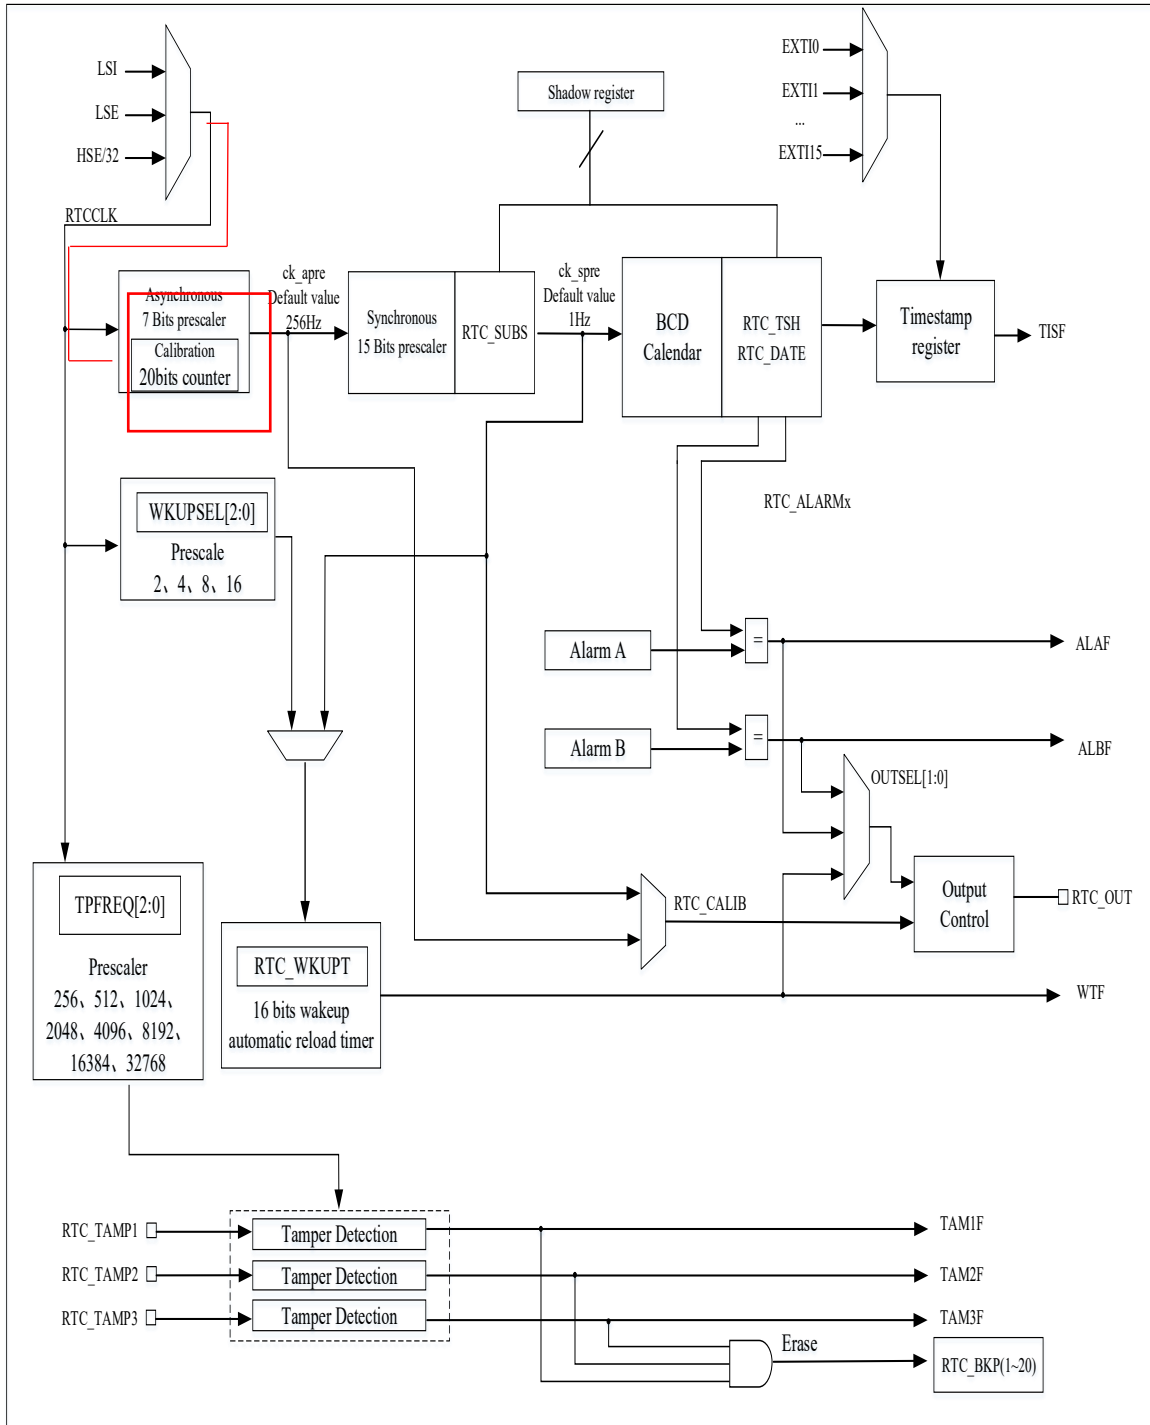 LSI
LSE
HSE/32
RTCCLK
Shadow register
EXTI0
EXTI1
...
EXTI15
Asynchronous
7 Bits prescaler
Calibration
20bits counter
ck_apre
Default value
256Hz
Synchronous
15 Bits prescaler
RTC_SUBS
ck_spre
Default value
1Hz
BCD
Calendar
RTC_TSH
RTC_DATE
Timestamp
register
TISF
WKUPSEL[2:0]
Prescale
2、4、8、16
RTC_ALARMx
Alarm A
=
ALAF
Alarm B
=
ALBF
OUTSEL[1:0]
RTC_CALIB
Output
Control
RTC_OUT
TPFREQ[2:0]
Prescaler
256、512、1024、
2048、4096、8192、
16384、32768
RTC_WKUPT
16 bits wakeup
automatic reload timer
WTF
RTC_TAMP1
Tamper Detection
TAM1F
RTC_TAMP2
Tamper Detection
TAM2F
RTC_TAMP3
Tamper Detection
TAM3F
Erase
RTC_BKP(1~20)